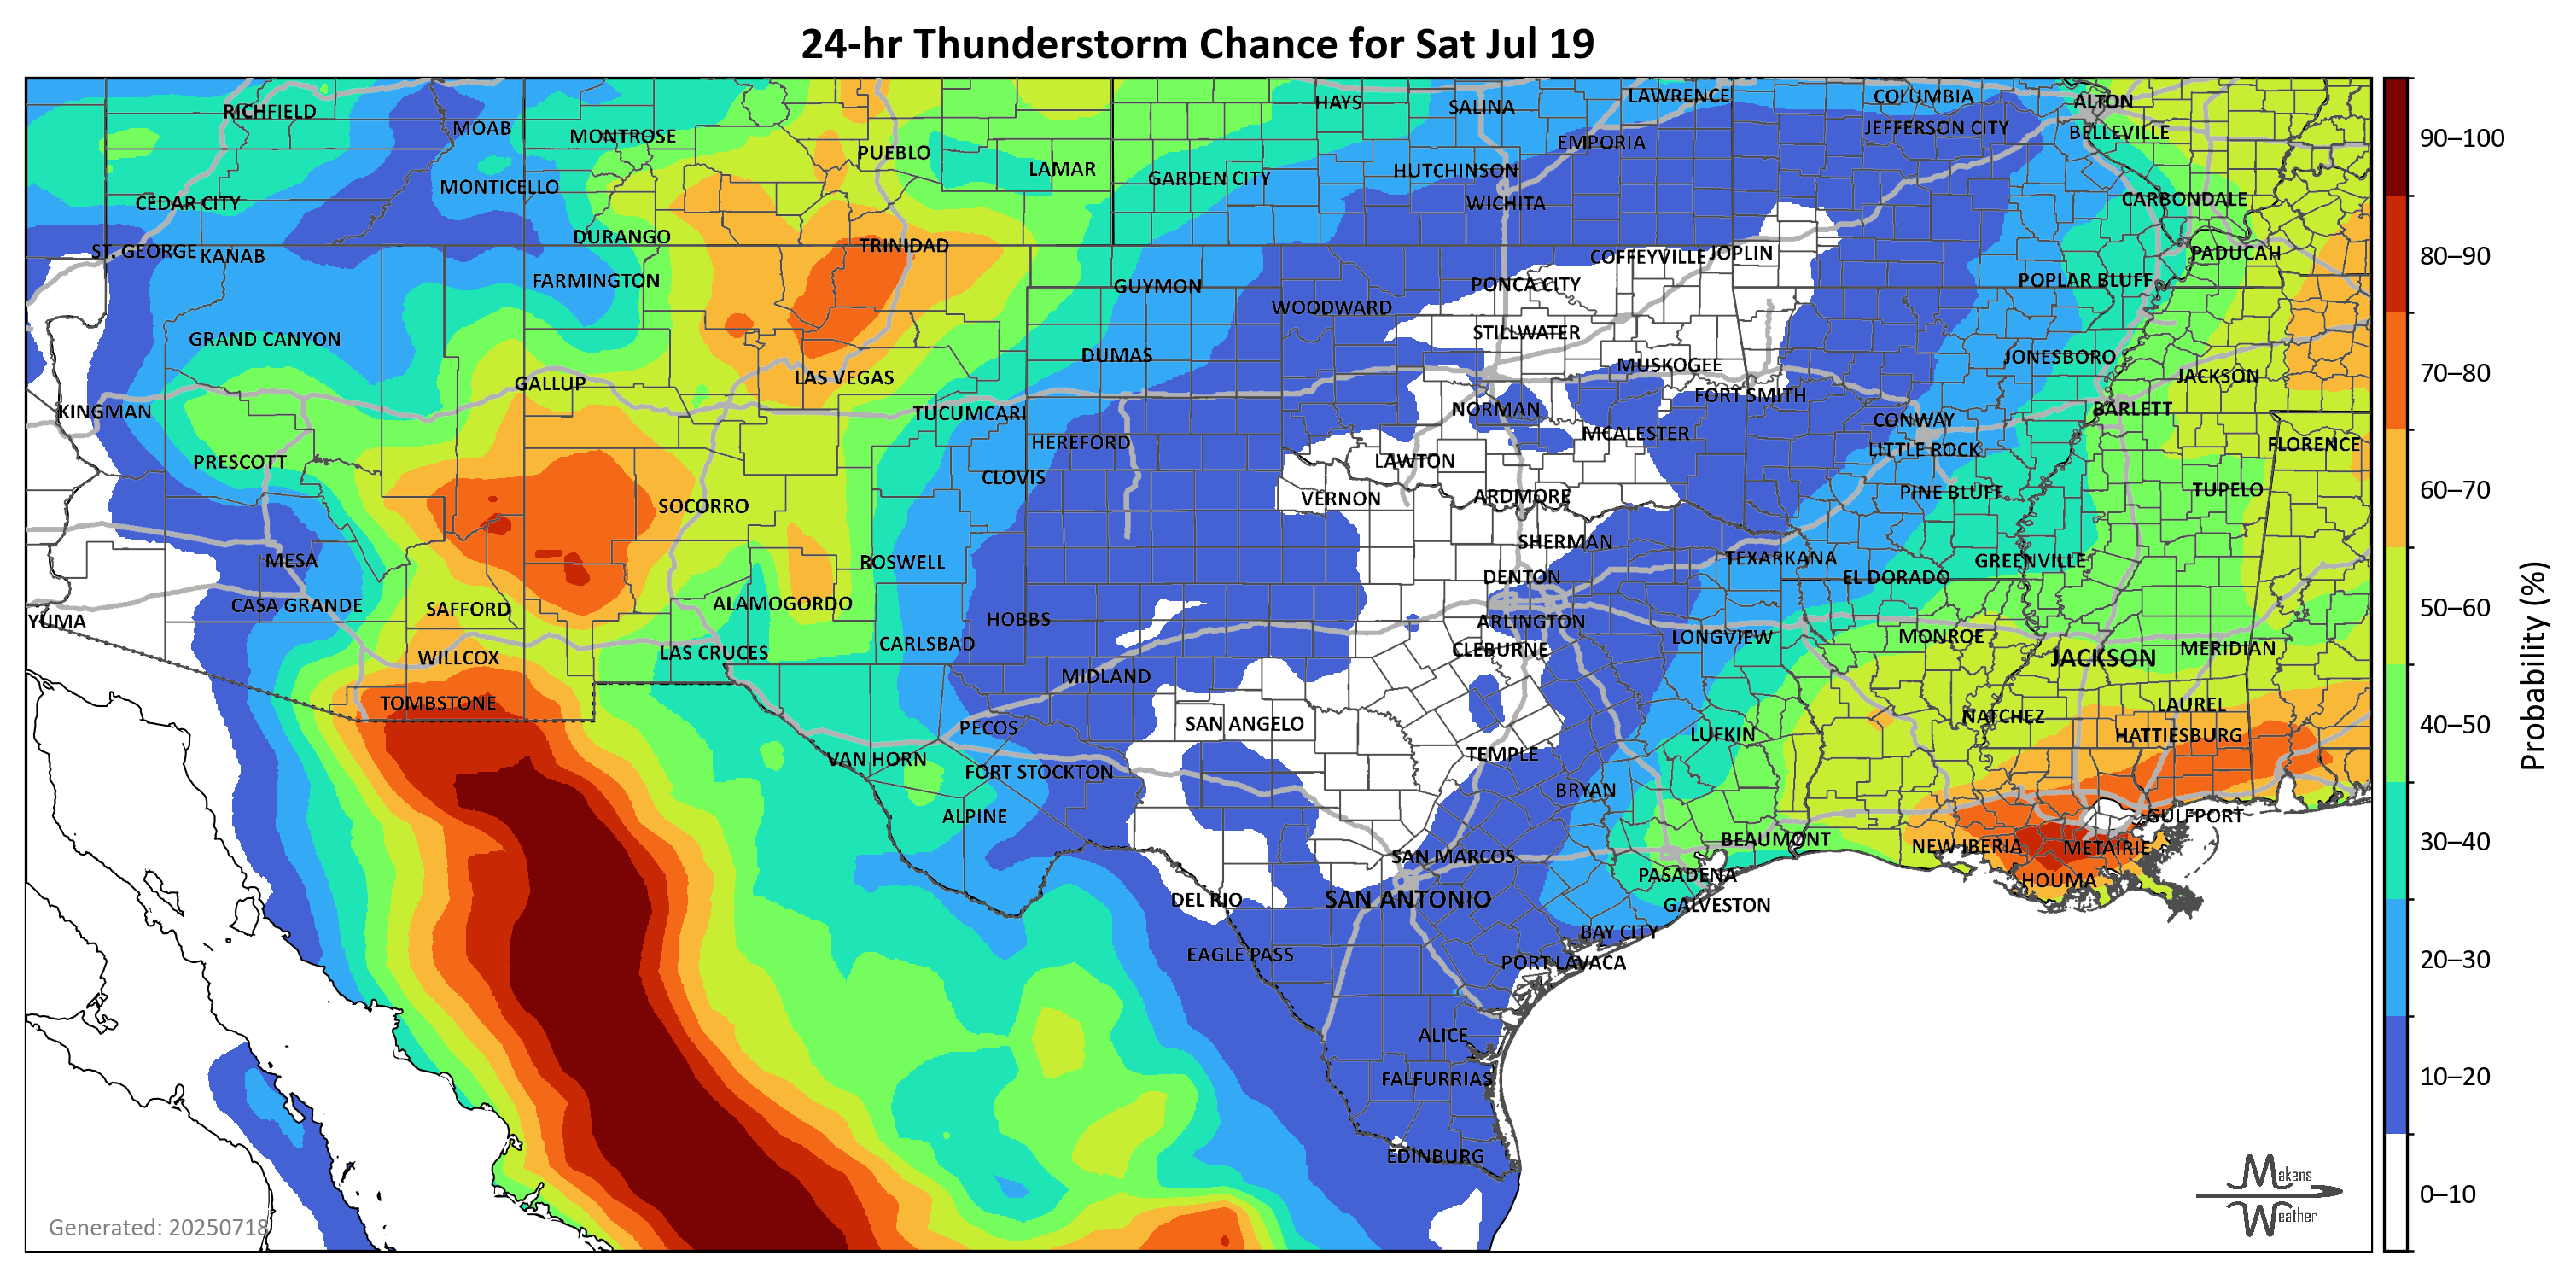 24-hr Thunderstorm Chance for Sat Jul 19
RICHFIELD
MOAB
MONTROSE
PUEBLO
LAMAR
HAYS
SALINA
LAWRENCE
COLUMBIA
ALTON
GARDEN CITY
HUTCHINSON
EMPORIA
JEFFERSON CITY
BELLEVILLE
CEDAR CITY
MONTICELLO
WICHITA
CARBONDALE
ST. GEORGE
KANAB
DURANGO
TRINIDAD
COFFEYVILLE
JOPLIN
PADUCAH
FARMINGTON
GUYMON
WOODWARD
PONCA CITY
POPLAR BLUFF
GRAND CANYON
DUMAS
STILLWATER
MUSKOGEE
JONESBORO
GALLUP
LAS VEGAS
FORT SMITH
JACKSON
KINGMAN
TUCUMCARI
NORMAN
CONWAY
BARLETT
HEREFORD
MCALESTER
LITTLE ROCK
FLORENCE
PRESCOTT
CLOVIS
LAWTON
VERNON
ARDMORE
PINE BLUFF
TUPELO
SOCORRO
SHERMAN
MESA
ROSWELL
TEXARKANA
GREENVILLE
DENTON
EL DORADO
CASA GRANDE
SAFFORD
ALAMOGORDO
YUMA
HOBBS
ARLINGTON
LONGVIEW
MONROE
WILLCOX
LAS CRUCES
CARLSBAD
CLEBURNE
JACKSON
MERIDIAN
TOMBSTONE
MIDLAND
SAN ANGELO
NATCHEZ
LAUREL
PECOS
LUFKIN
HATTIESBURG
VAN HORN
FORT STOCKTON
TEMPLE
BRYAN
ALPINE
GULFPORT
BEAUMONT
NEW IBERIA
METAIRIE
SAN MARCOS
PASADENA
HOUMA
DEL RIO
SAN ANTONIO
GALVESTON
BAY CITY
EAGLE PASS
PORT LAVACA
ALICE
FALFURRIAS
EDINBURG
Generated: 20250718
Makens
Weather
90–100
80–90
70–80
60–70
50–60
40–50
30–40
20–30
10–20
0–10
Probability (%)